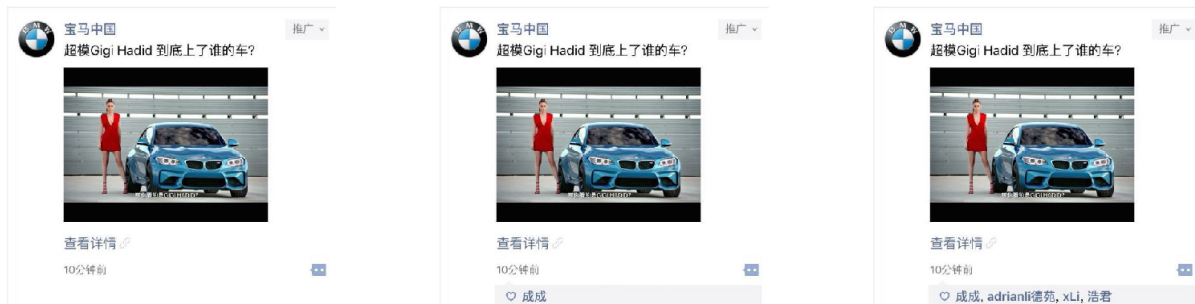 宝马中国
推广
超模Gigi Hadid 到底上了谁的车?
查看详情
10分钟前
宝马中国
推广
超模Gigi Hadid 到底上了谁的车?
查看详情
10分钟前
成成
宝马中国
推广
超模Gigi Hadid 到底上了谁的车?
查看详情
10分钟前
成成, adrianli德苑, xLi, 浩君